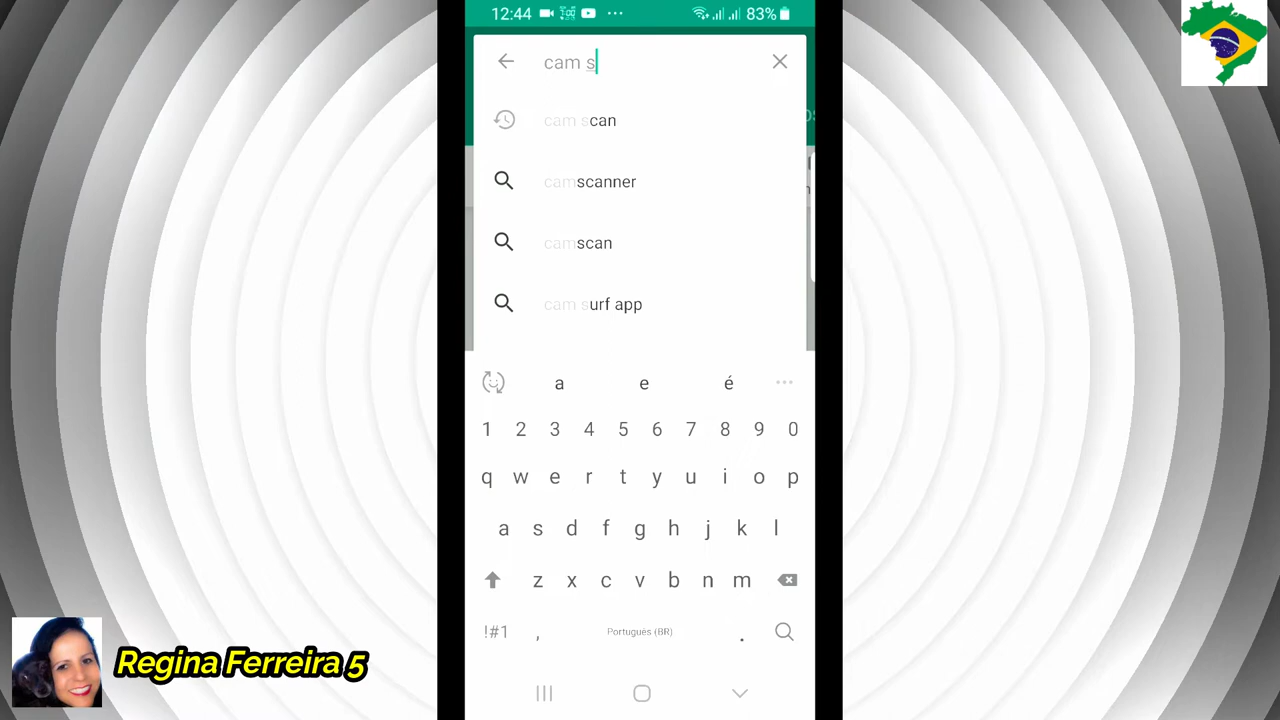 12:44
83%
cam s
cam scan
camscanner
camscan
cam surf app
a e é
1 2 3 4 5 6 7 8 9 0
q w e r t y u i o p
a s d f g h j k l
z x c v b n m
!#1 , Português (BR) .
Regina Ferreira 5